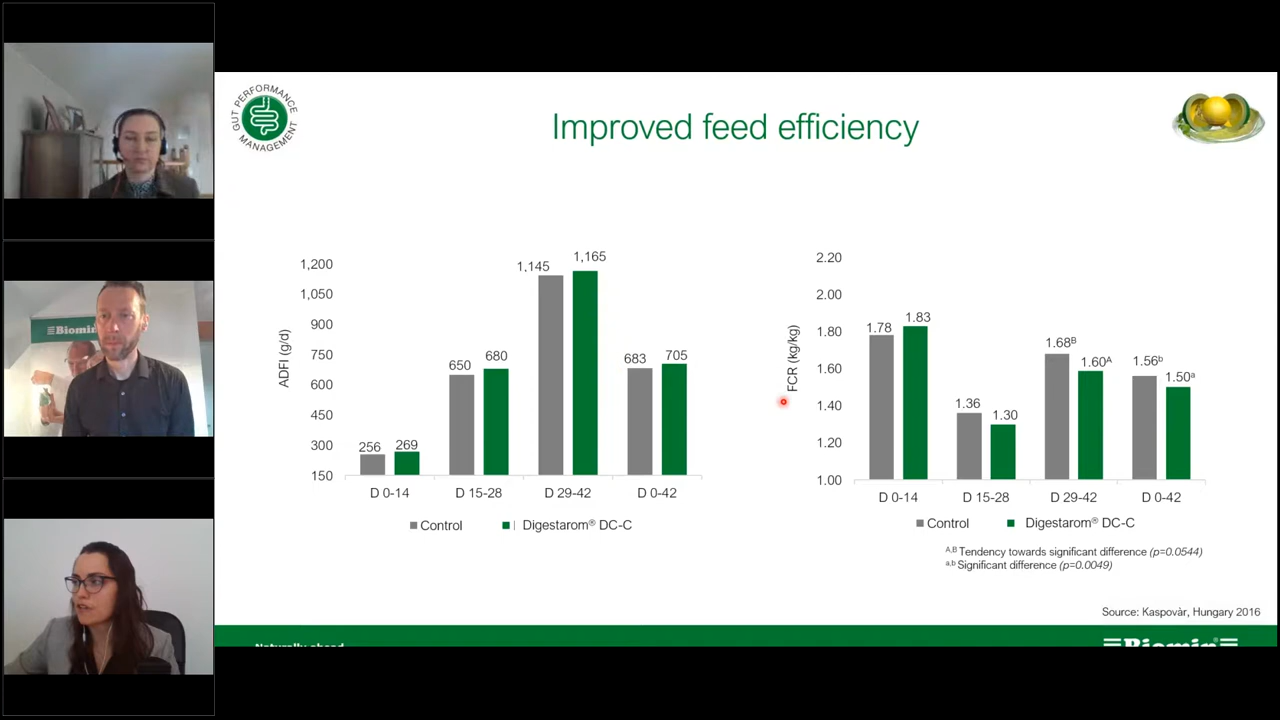 GUT PERFORMANCE
MANAGEMENT
Improved feed efficiency
ADFI (g/d)
1,200
1,050
900
750
600
450
300
150
256
269
650
680
1,145
1,165
683
705
D 0-14
D 15-28
D 29-42
D 0-42
Control
Digestarom® DC-C
FCR (kg/kg)
2.20
2.00
1.80
1.60
1.40
1.20
1.00
1.78
1.83
1.36
1.30
1.68ᴮ
1.60ᴬ
1.56ᵇ
1.50ᵃ
D 0-14
D 15-28
D 29-42
D 0-42
Control
Digestarom® DC-C
A,B Tendency towards significant difference (p=0.0544)
a,b Significant difference (p=0.0049)
Source: Kaspovàr, Hungary 2016
Naturally ahead
Biomin®
Biomin